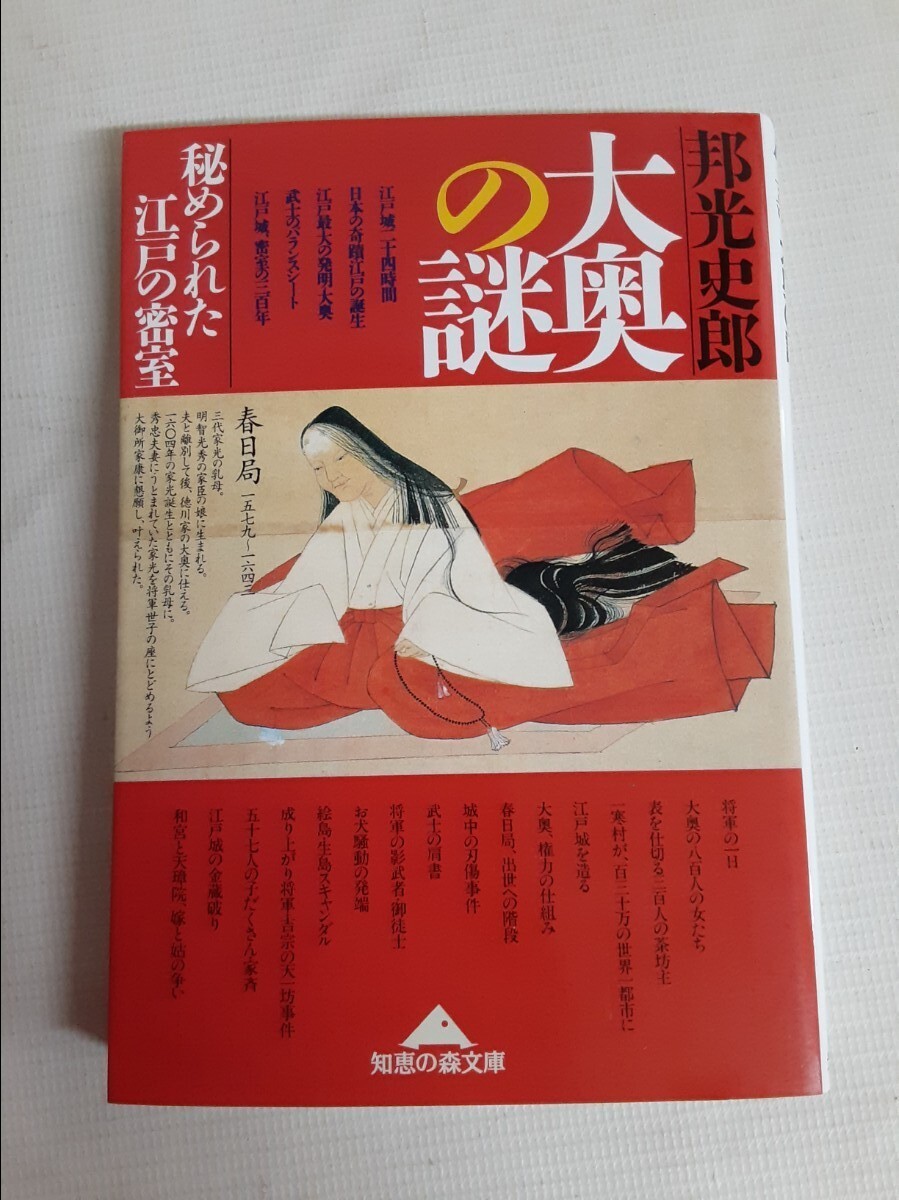 邦光史郎
大奥
の謎
江戸城二十四時間
日本の奇蹟江戸の誕生
江戸最大の発明・大奥
武士のバランスシート
江戸城、密室の三百年
秘められた
江戸の密室
春日局 一五七九〜一六四三
三代家光の乳母。
明智光秀の家臣の娘に生まれる。
夫と離別して後、徳川家の大奥に仕える。
一六〇四年の家光誕生とともにその乳母に。
秀忠夫妻にうとまれていた家光を将軍世子の座にとどめるよう
大御所家康に懇願し、叶えられた。
将軍の一日
大奥の八百人の女たち
表を仕切る三百人の茶坊主
一寒村が、百三十万の世界一都市に
江戸城を造る
大奥、権力の仕組み
春日局、出世への階段
城中の刃傷事件
武士の肩書
将軍の影武者・御徒士
お犬騒動の発端
絵島生島スキャンダル
成り上がり将軍・吉宗の天一坊事件
五十七人の子だくさん・家斉
江戸城の金蔵破り
和宮と天璋院、嫁と姑の争い
知恵の森文庫